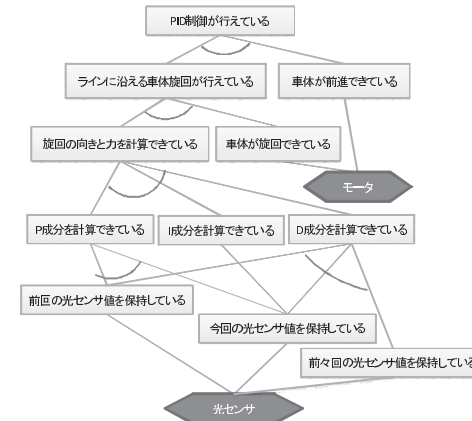 PID制御が行えている
ラインに沿える車体旋回が行えている
車体が前進できている
旋回の向きと力を計算できている
車体が旋回できている
モータ
P成分を計算できている
I成分を計算できている
D成分を計算できている
前回の光センサ値を保持している
今回の光センサ値を保持している
前々回の光センサ値を保持している
光センサ